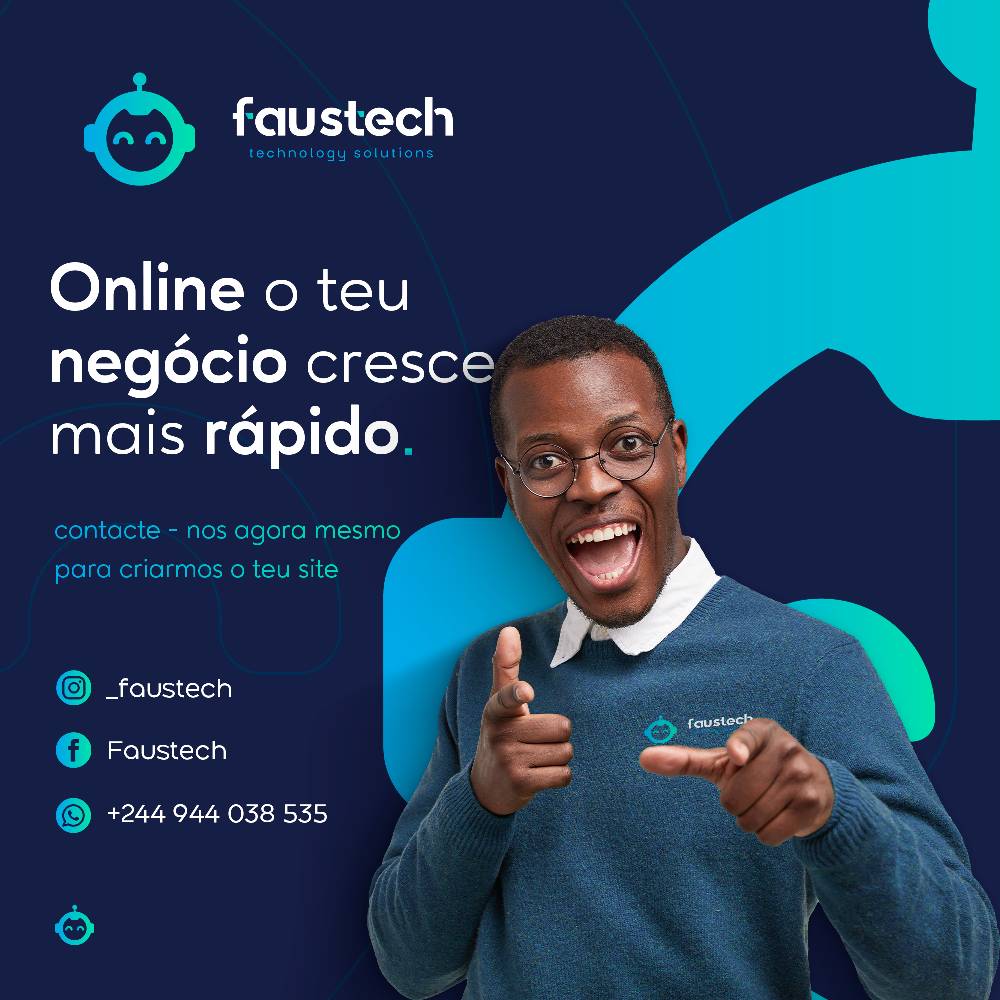 faustech
technology solutions
Online o teu
negócio cresce
mais rápido.
contacte - nos agora mesmo
para criarmos o teu site
_faustech
Faustech
+244 944 038 535
faustech